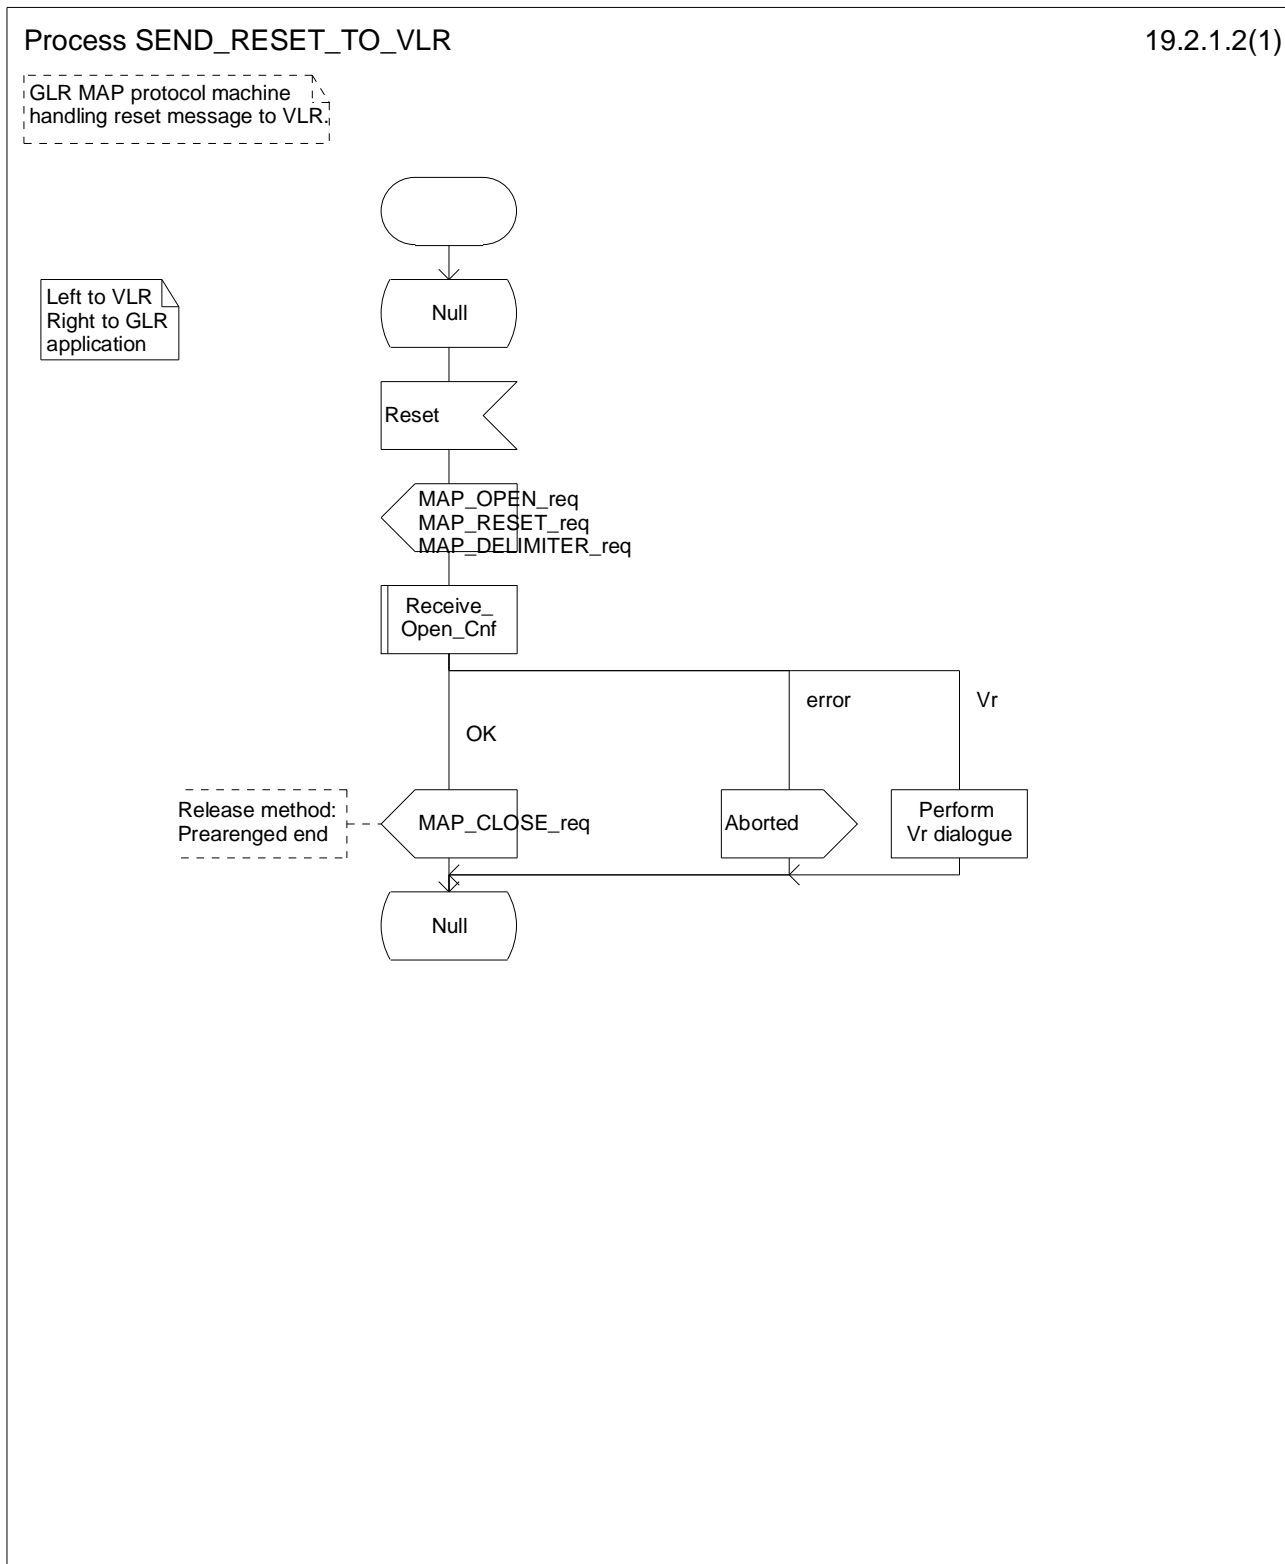 Process SEND_RESET_TO_VLR
19.2.1.2(1)
GLR MAP protocol machine
handling reset message to VLR.
Left to VLR
Right to GLR
application
Null
Reset
MAP_OPEN_req
MAP_RESET_req
MAP_DELIMITER_req
Receive_
Open_Cnf
error
Vr
OK
Release method:
Prearenged end
MAP_CLOSE_req
Aborted
Perform
Vr dialogue
Null